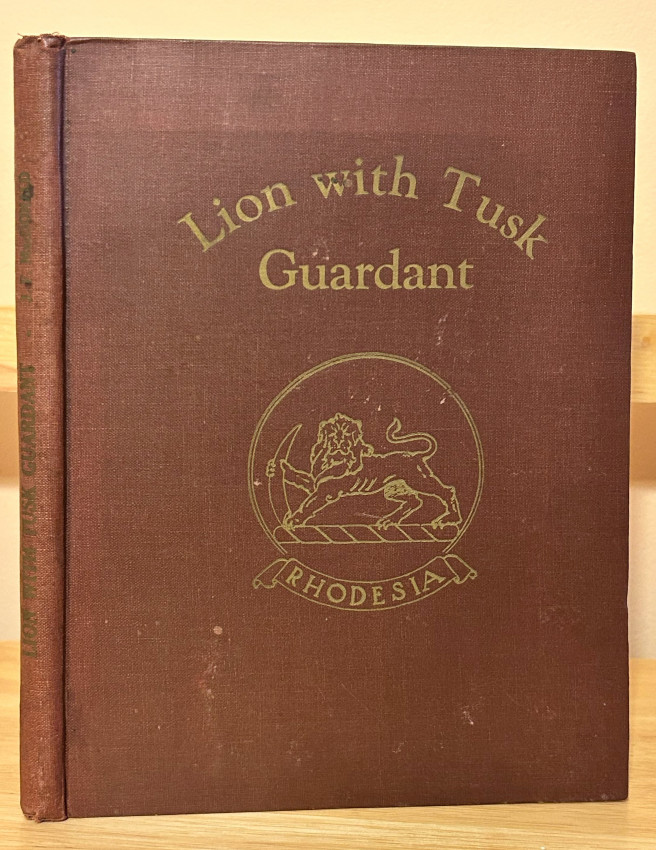 Lion with Tusk
Guardant
RHODESIA
LION WITH TUSK GUARDANT